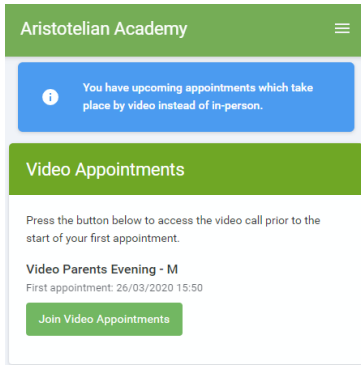 Aristotelian Academy
You have upcoming appointments which take
place by video instead of in-person.
Video Appointments
Press the button below to access the video call prior to the
start of your first appointment.
Video Parents Evening - M
First appointment: 26/03/2020 15:50
Join Video Appointments